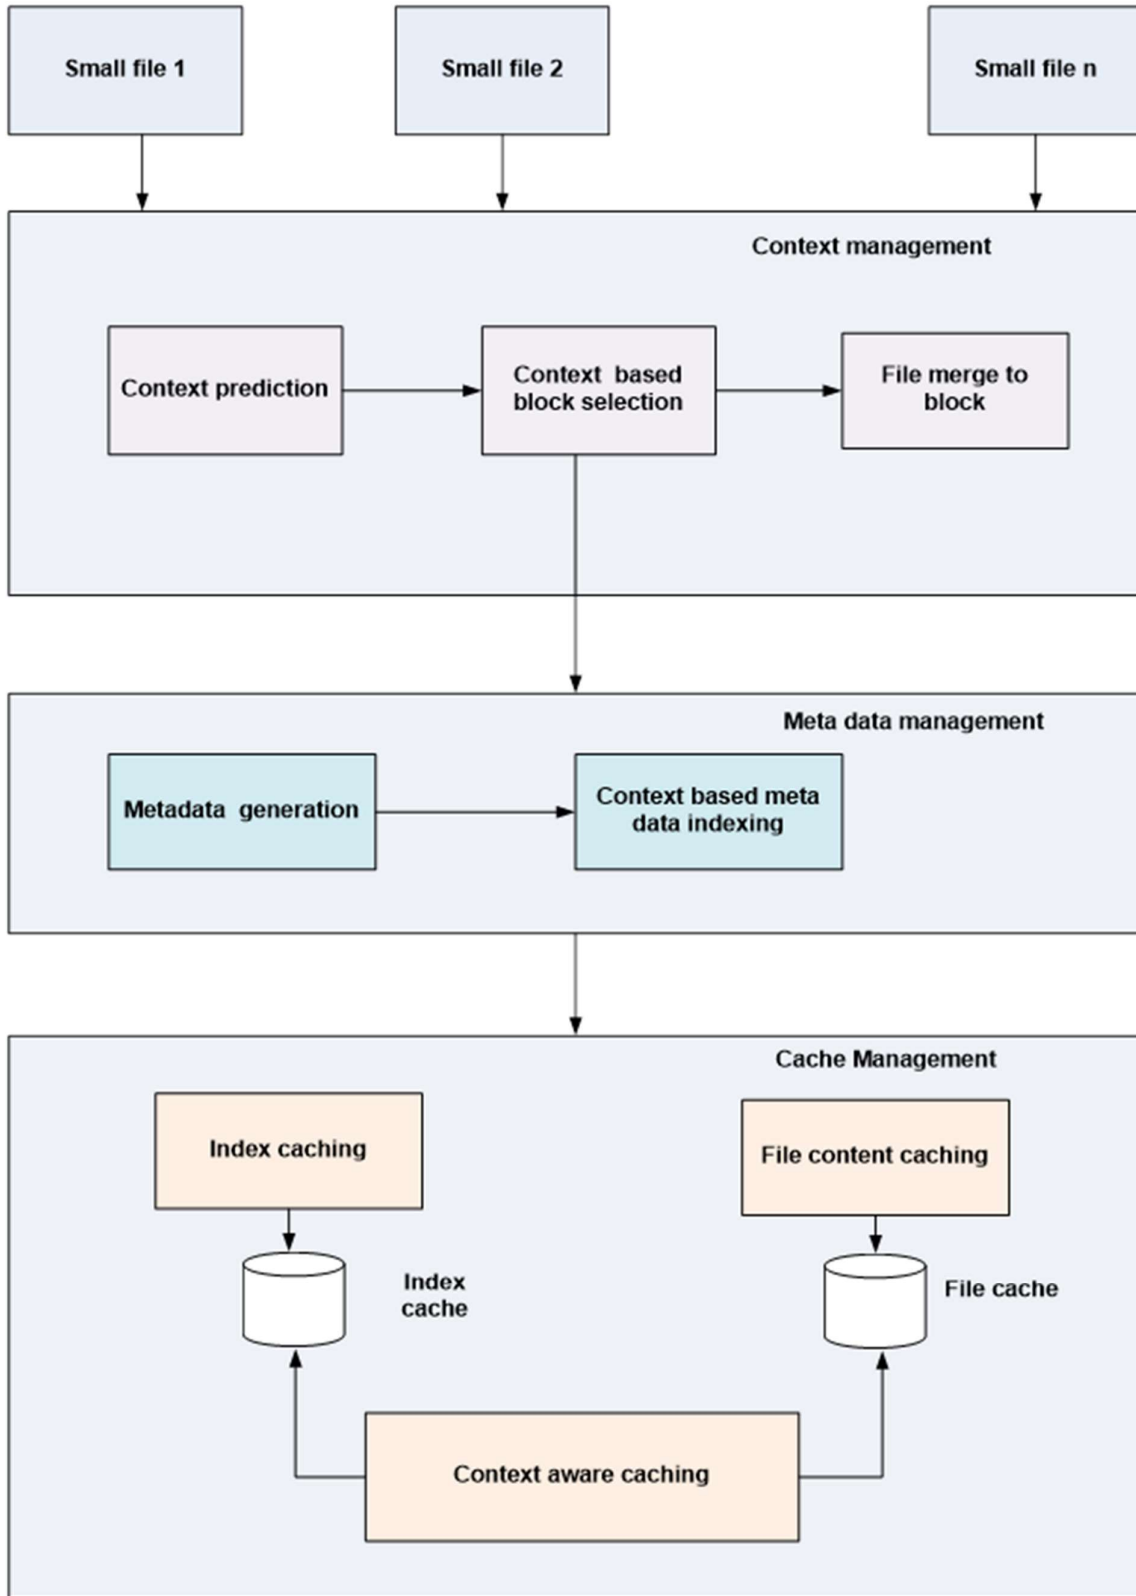 Small file 1
Small file 2
Small file n
Context management
Context prediction
Context  based
block selection
File merge to
block
Meta data management
Metadata  generation
Context based meta
data indexing
Cache Management
Index caching
File content caching
Index
cache
File cache
Context aware caching